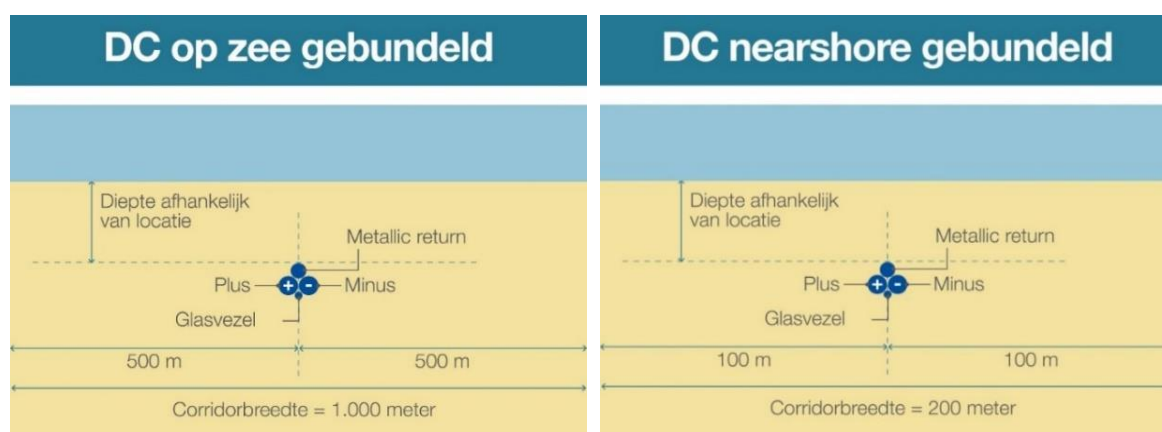 DC op zee gebundeld
Diepte afhankelijk
van locatie
Metallic return
Plus
+
-
Minus
Glasvezel
500 m
500 m
Corridorbreedte = 1.000 meter
DC nearshore gebundeld
Diepte afhankelijk
van locatie
Metallic return
Plus
+
-
Minus
Glasvezel
100 m
100 m
Corridorbreedte = 200 meter